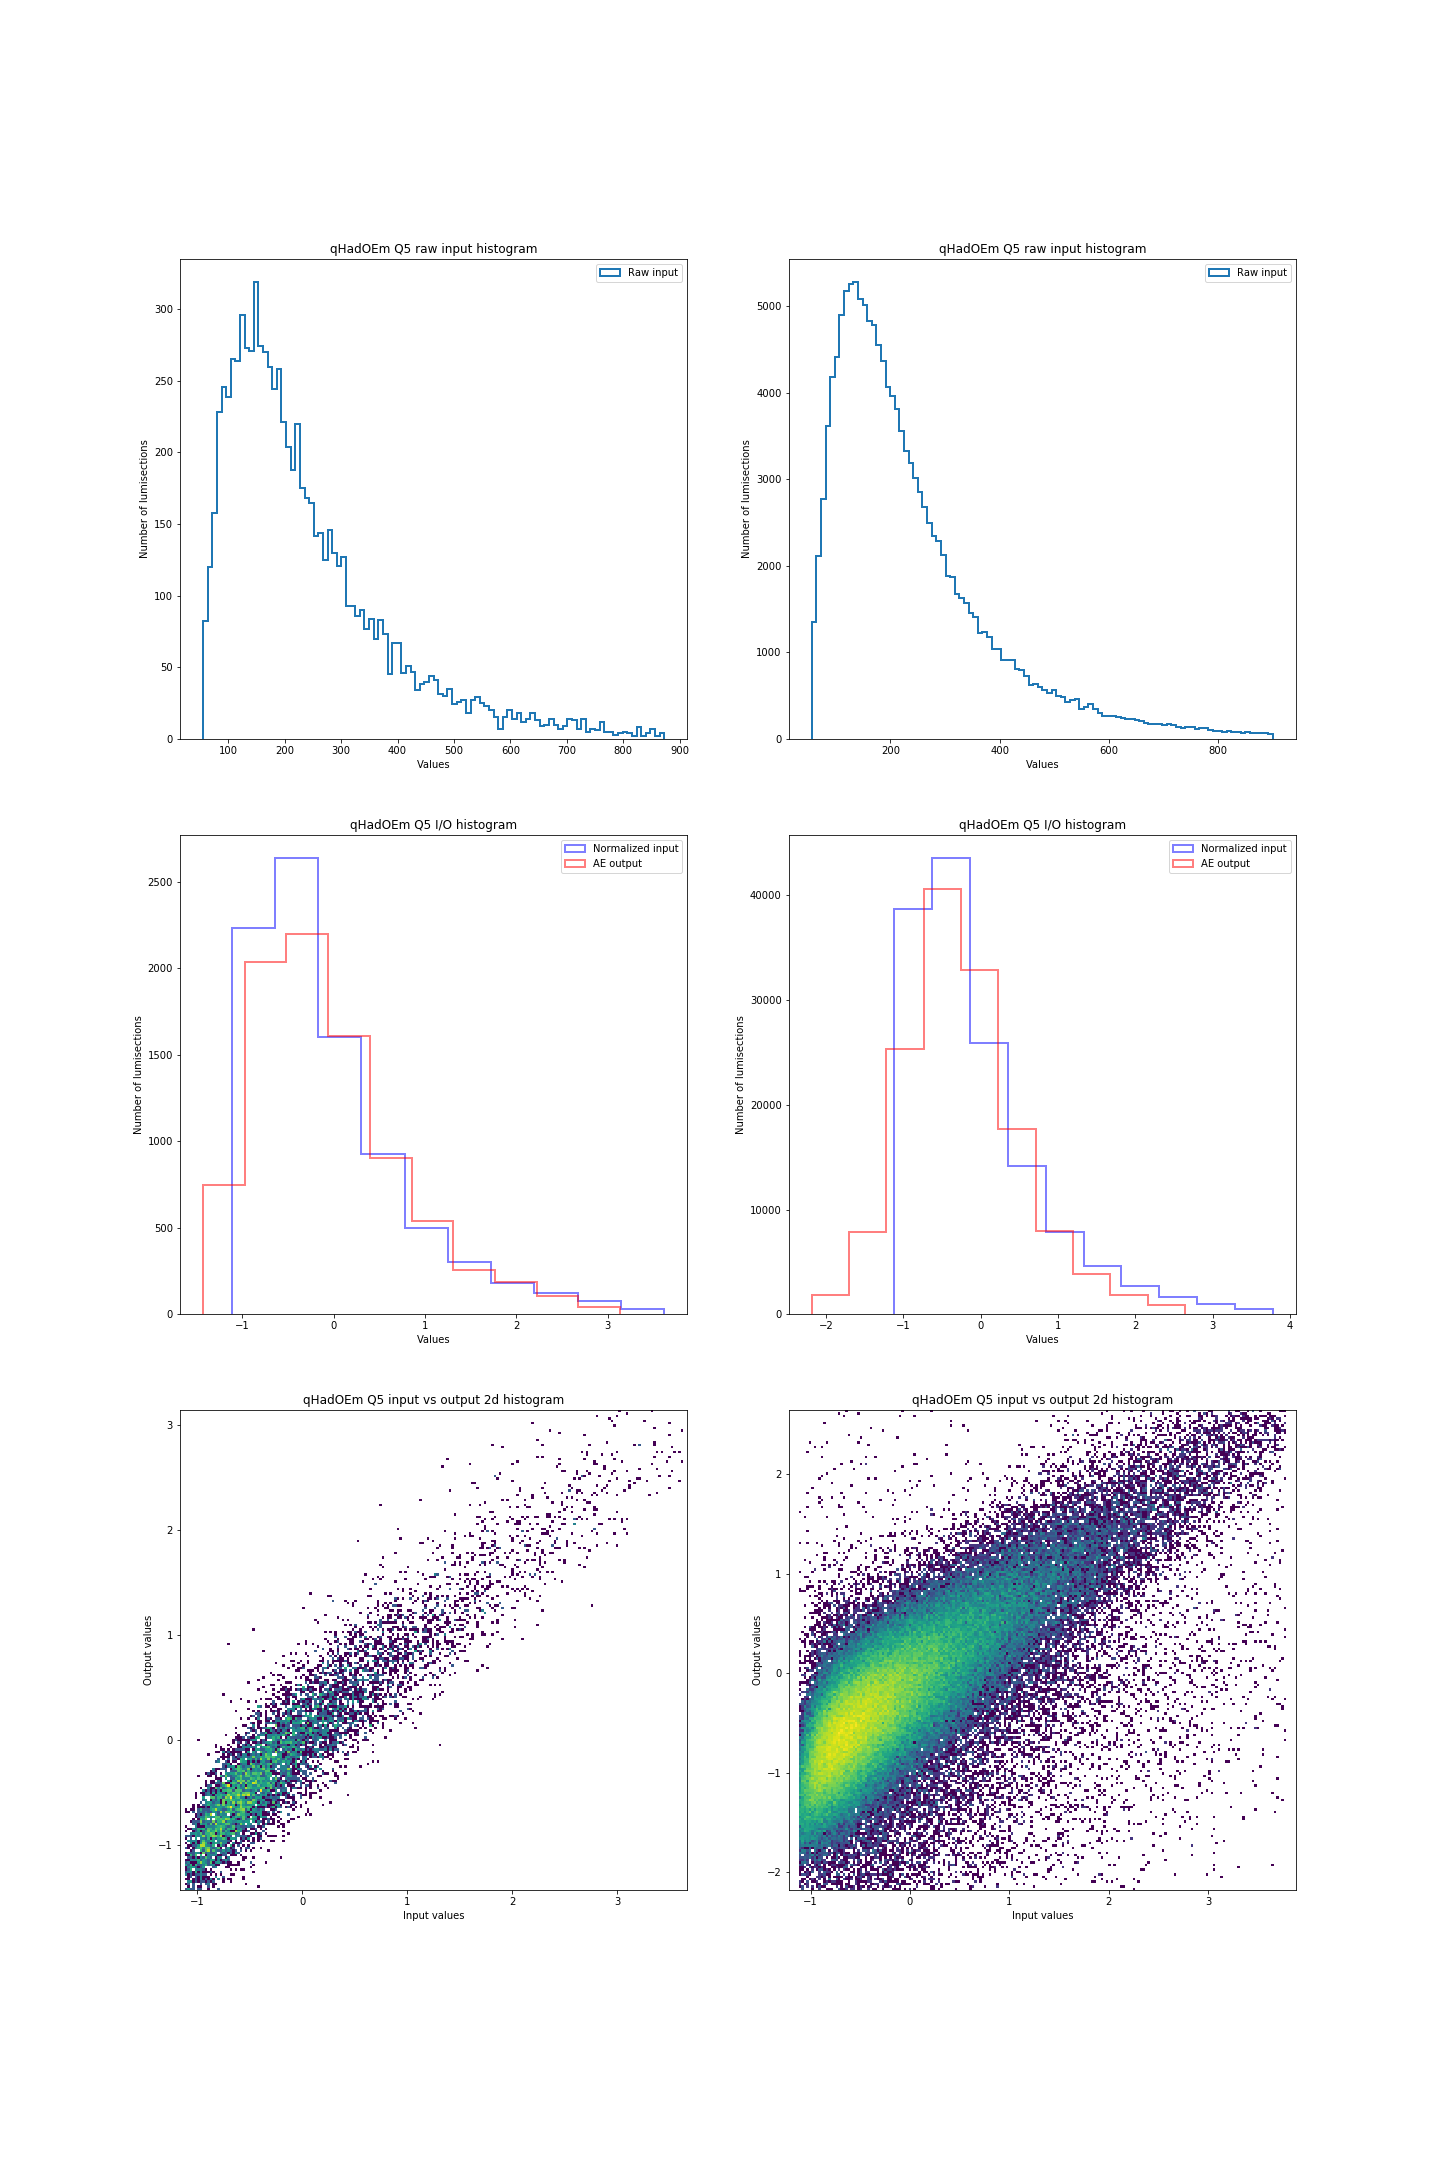 qHadOEm Q5 raw input histogram
Raw input
300
250
200
150
100
50
0
Number of lumisections
100 200 300 400 500 600 700 800 900
Values
qHadOEm Q5 raw input histogram
Raw input
5000
4000
3000
2000
1000
0
Number of lumisections
200 400 600 800
Values
qHadOEm Q5 I/O histogram
Normalized input
AE output
2500
2000
1500
1000
500
0
Number of lumisections
−1 0 1 2 3
Values
qHadOEm Q5 I/O histogram
Normalized input
AE output
40000
30000
20000
10000
0
Number of lumisections
−2 −1 0 1 2 3 4
Values
qHadOEm Q5 input vs output 2d histogram
3
2
1
0
−1
Output values
−1 0 1 2 3
Input values
qHadOEm Q5 input vs output 2d histogram
2
1
0
−1
−2
Output values
−1 0 1 2 3
Input values